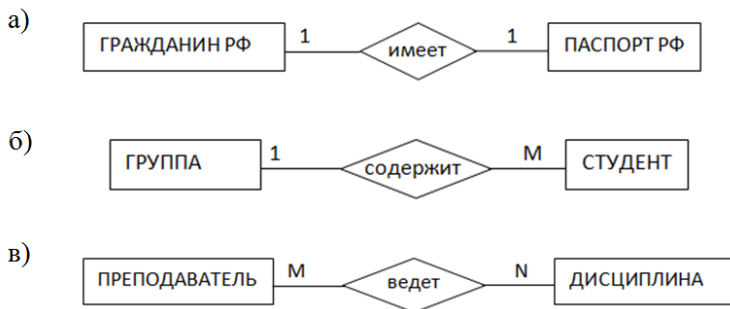 а)
ГРАЖДАНИН РФ 1 имеет 1 ПАСПОРТ РФ
б)
ГРУППА 1 содержит М СТУДЕНТ
в)
ПРЕПОДАВАТЕЛЬ М ведет N ДИСЦИПЛИНА